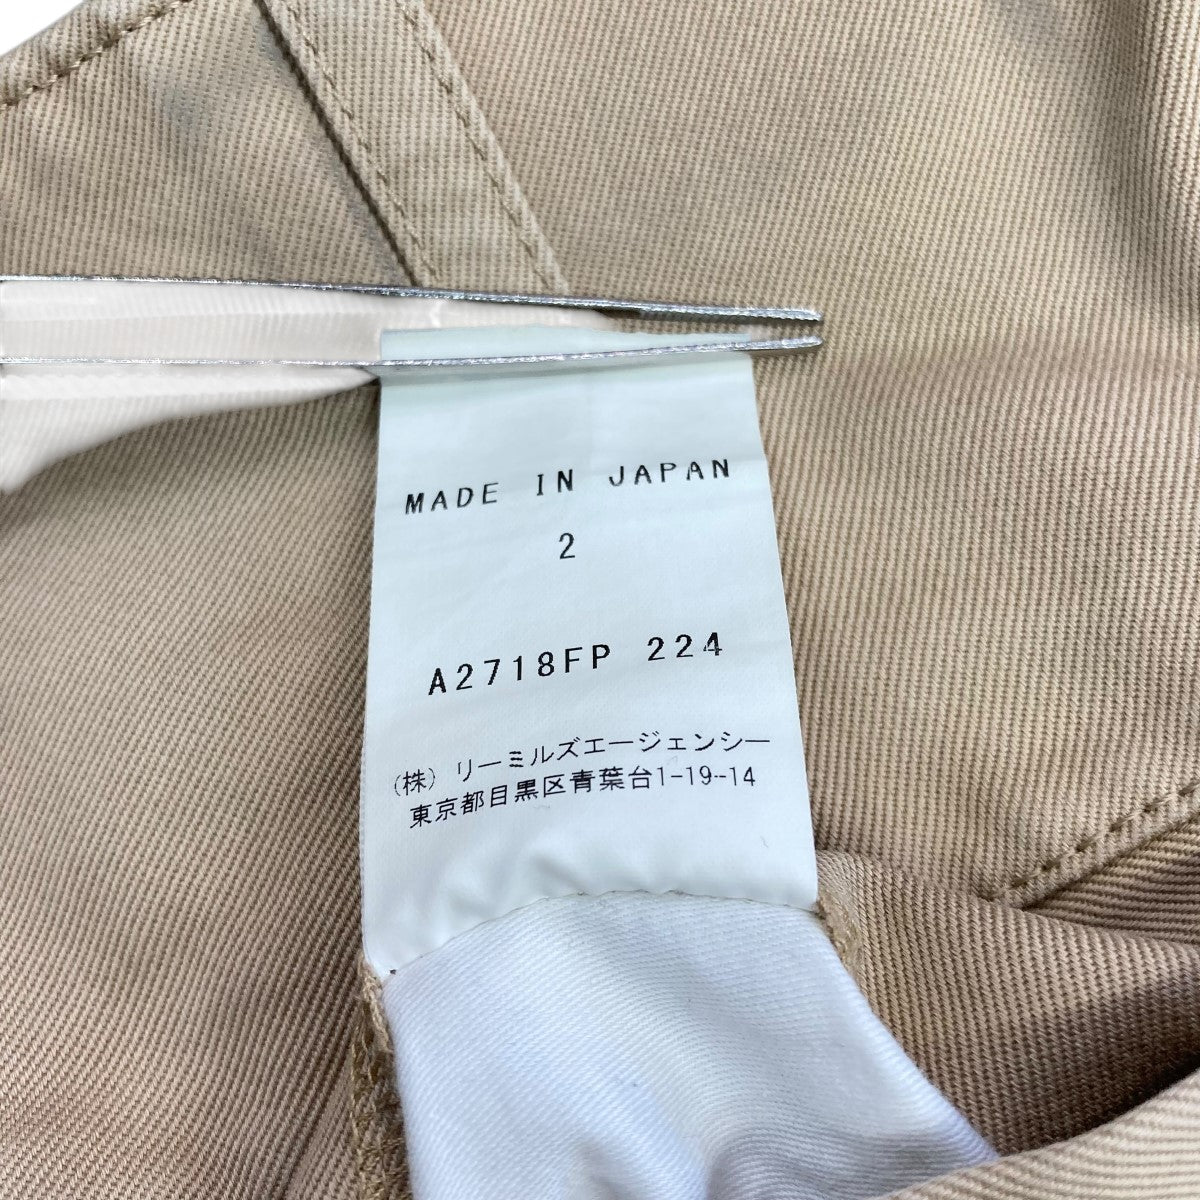 MADE IN JAPAN
2
A2718FP 224
(株) リーミルズエージェンシー
東京都目黒区青葉台1-19-14